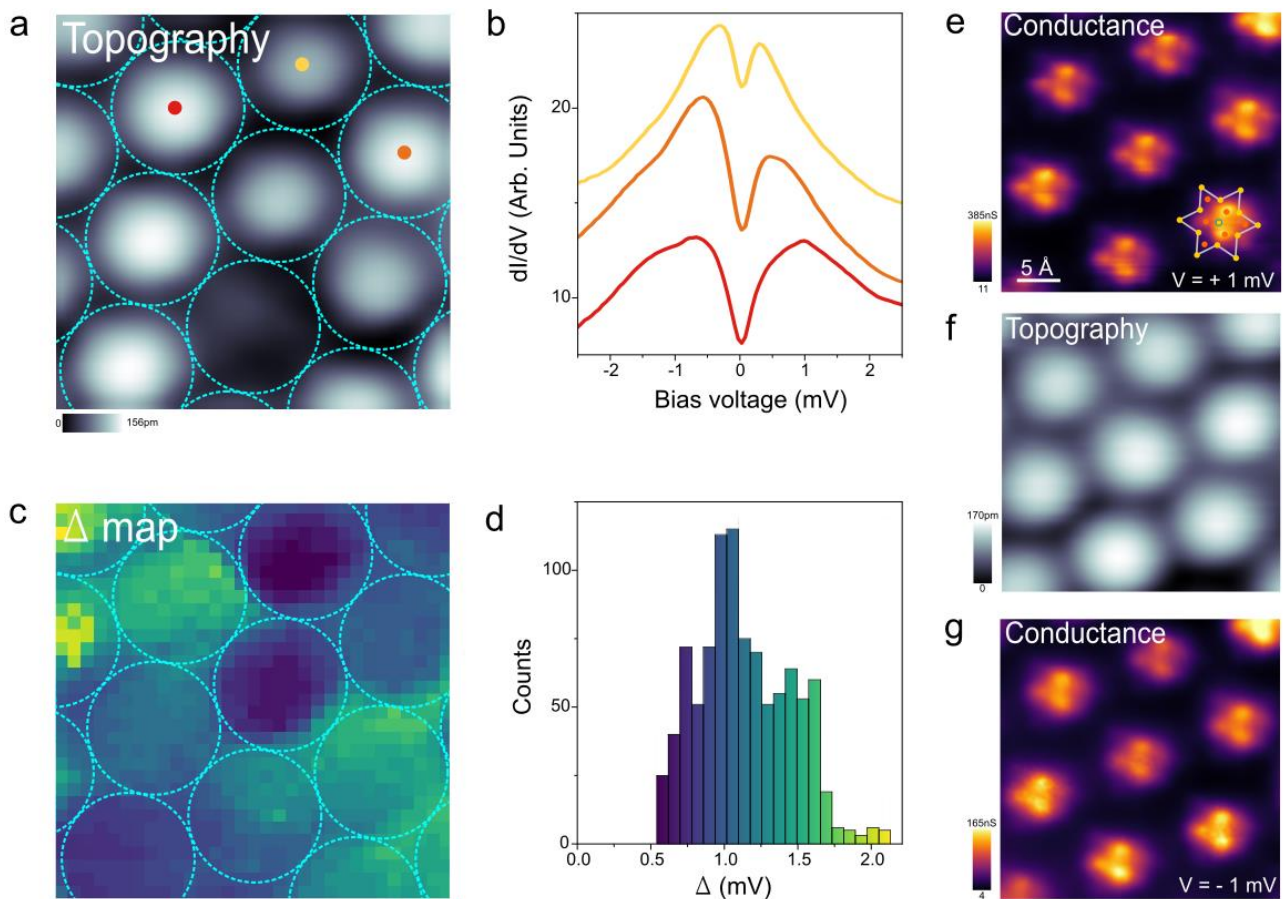 a
Topography
0
156pm
b
dI/dV (Arb. Units)
20
10
-2
-1
0
1
2
Bias voltage (mV)
c
Δ map
d
Counts
100
50
0
0.0
0.5
1.0
1.5
2.0
Δ (mV)
e
Conductance
385nS
11
5 Å
V = + 1 mV
f
Topography
170pm
0
g
Conductance
165nS
4
V = - 1 mV